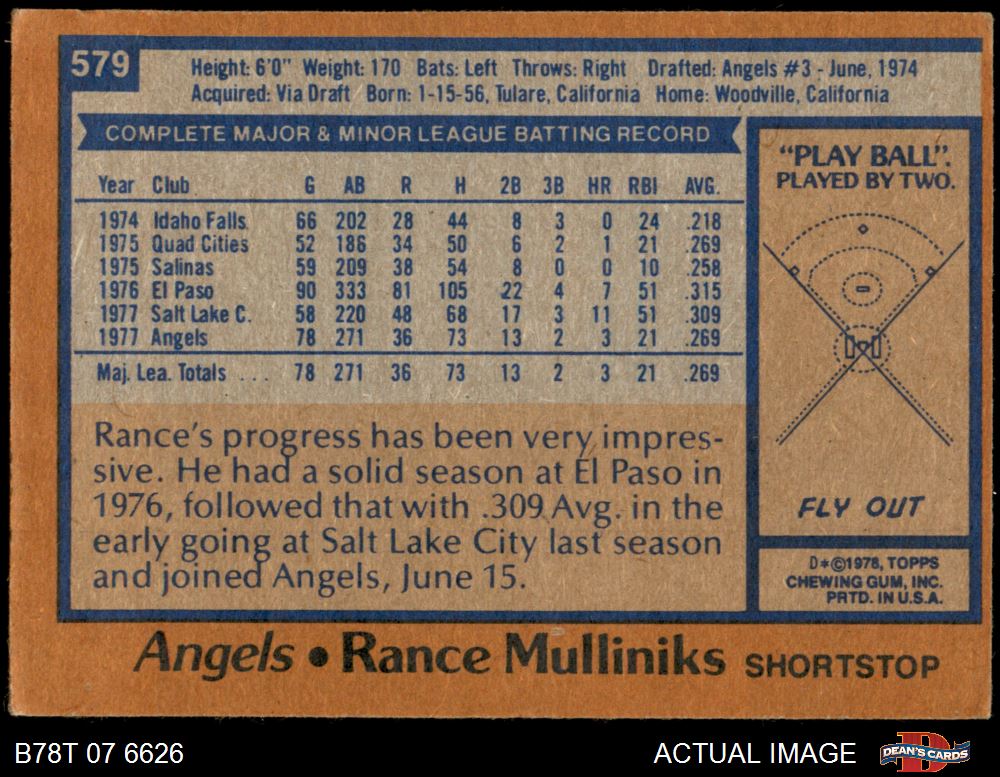 579
Height: 6'0" Weight: 170 Bats: Left Throws: Right Drafted: Angels #3 - June, 1974
Acquired: Via Draft Born: 1-15-56, Tulare, California Home: Woodville, California
COMPLETE MAJOR & MINOR LEAGUE BATTING RECORD
Year Club G AB R H 2B 3B HR RBI AVG.
1974 Idaho Falls 66 202 28 44 8 3 0 24 .218
1975 Quad Cities 52 186 34 50 6 2 1 21 .269
1975 Salinas 59 209 38 54 8 0 0 10 .258
1976 El Paso 90 333 81 105 22 4 7 51 .315
1977 Salt Lake C. 58 220 48 68 17 3 11 51 .309
1977 Angels 78 271 36 73 13 2 3 21 .269
Maj. Lea. Totals ... 78 271 36 73 13 2 3 21 .269
Rance's progress has been very impres-
sive. He had a solid season at El Paso in
1976, followed that with .309 Avg. in the
early going at Salt Lake City last season
and joined Angels, June 15.
"PLAY BALL".
PLAYED BY TWO.
FLY OUT
D*©1978, TOPPS
CHEWING GUM, INC.
PRTD. IN U.S.A.
Angels • Rance Mulliniks SHORTSTOP
B78T 07 6626
ACTUAL IMAGE
DEAN'S CARDS